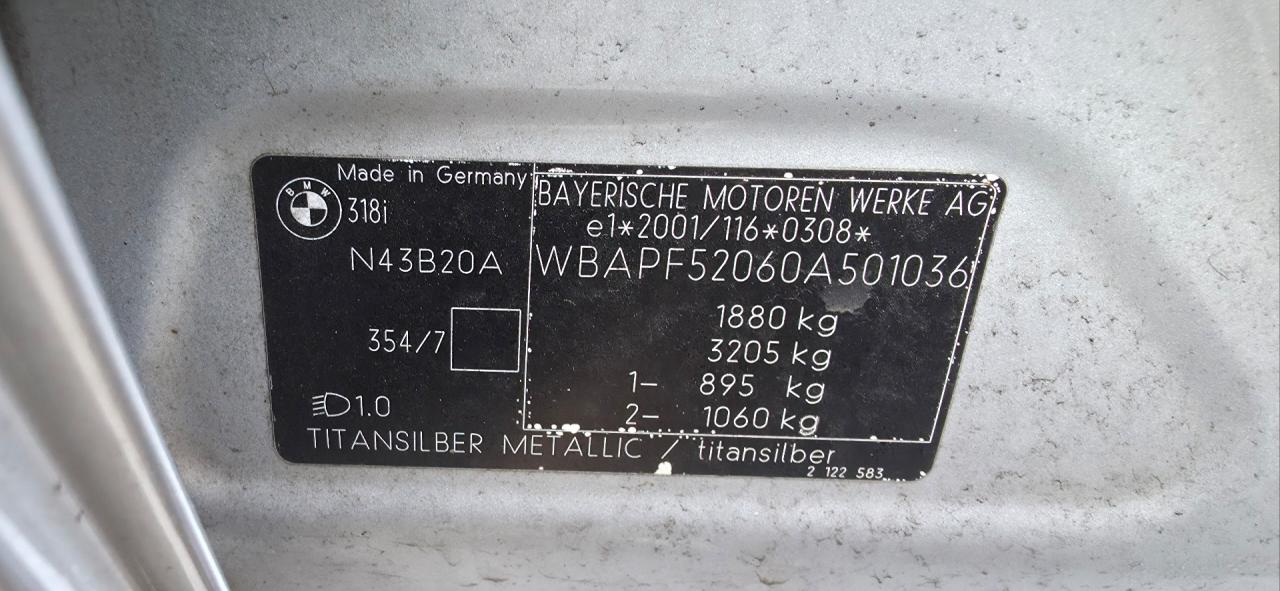 Made in Germany
BMW
318i
N43B20A
354/7
1.0
BAYERISCHE MOTOREN WERKE AG
e1*2001/116*0308*
WBAPF52060A501036
1880 kg
3205 kg
1- 895 kg
2- 1060 kg
TITANSILBER METALLIC / titansilber
2 122 583